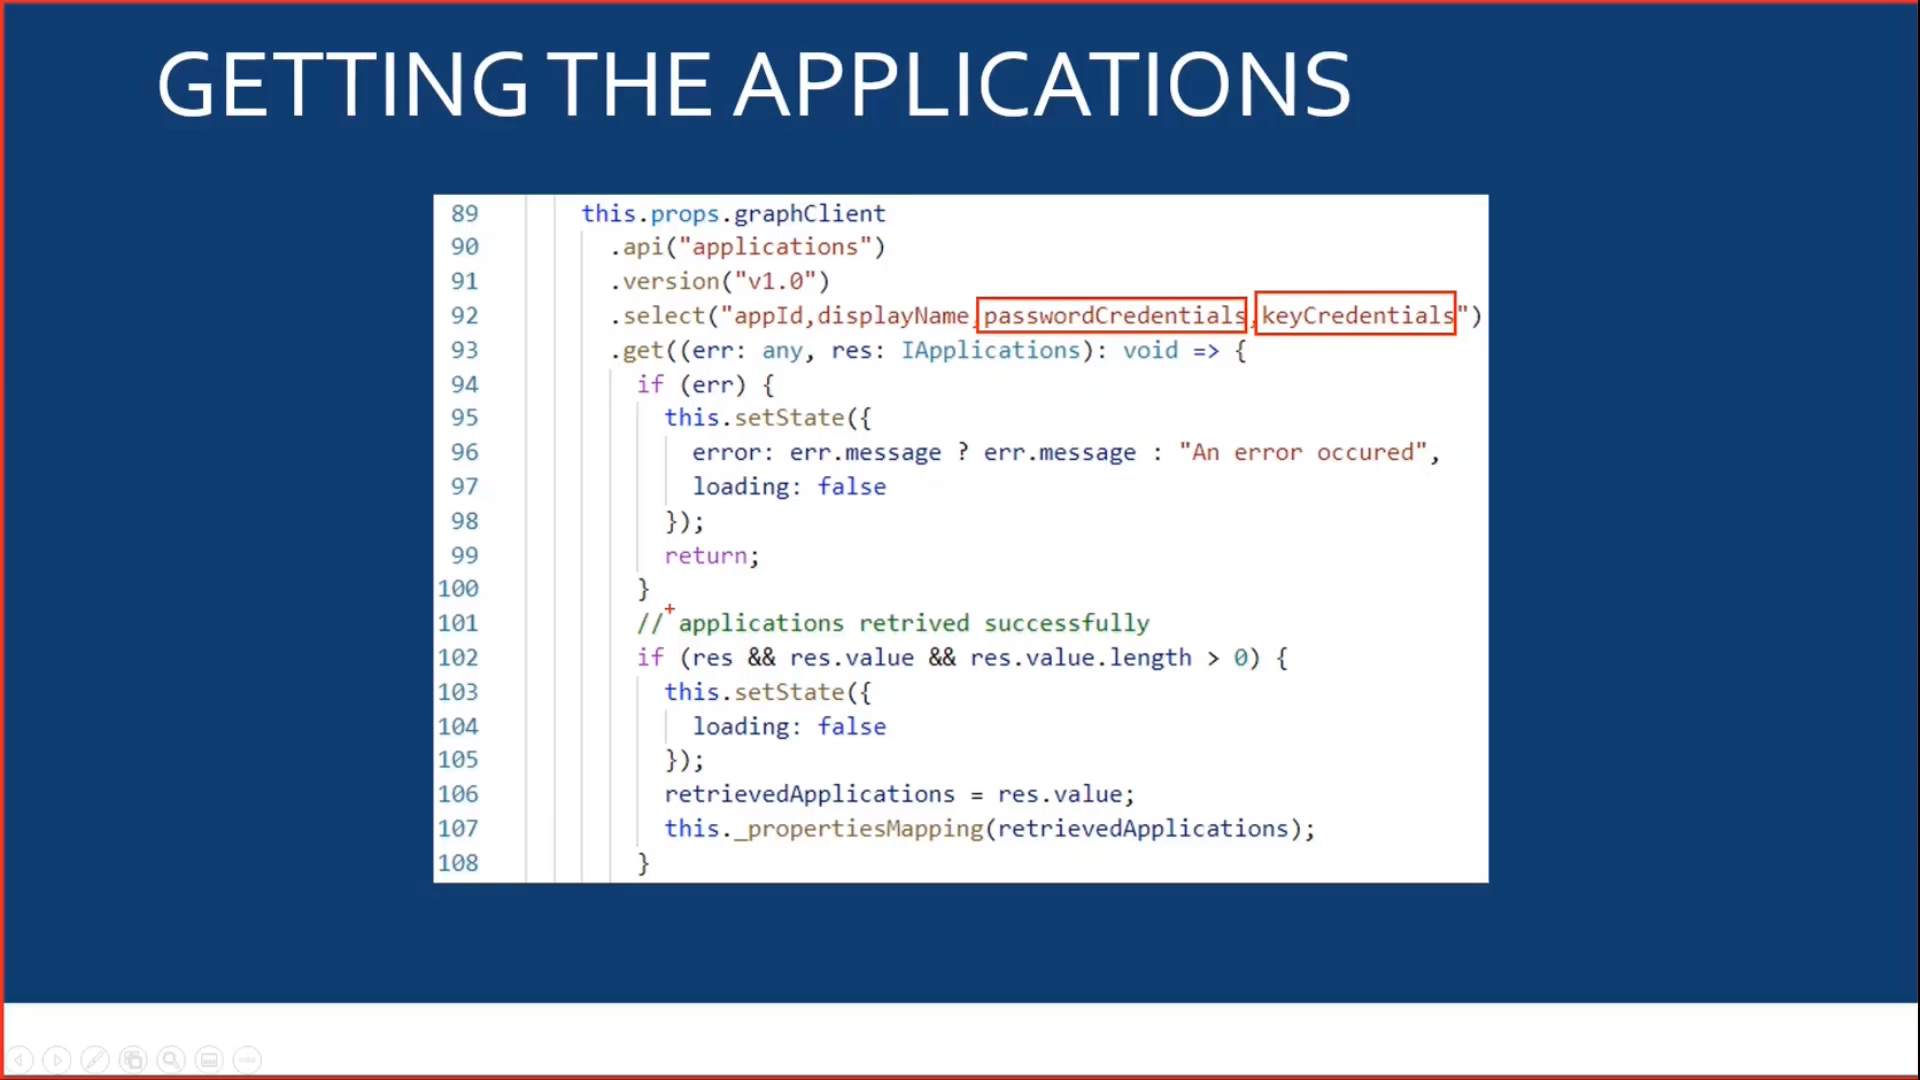 GETTING THE APPLICATIONS
89 this.props.graphClient
90 .api("applications")
91 .version("v1.0")
92 .select("appId,displayName,passwordCredentials,keyCredentials")
93 .get((err: any, res: IApplications): void => {
94 if (err) {
95 this.setState({
96 error: err.message ? err.message : "An error occured",
97 loading: false
98 });
99 return;
100 }
101 // applications retrived successfully
102 if (res && res.value && res.value.length > 0) {
103 this.setState({
104 loading: false
105 });
106 retrievedApplications = res.value;
107 this._propertiesMapping(retrievedApplications);
108 }